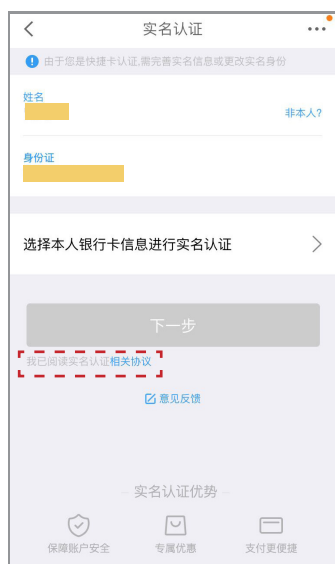 实名认证
由于您是快捷卡认证,需完善实名信息或更改实名身份
姓名
非本人?
身份证
选择本人银行卡信息进行实名认证
下一步
我已阅读实名认证相关协议
意见反馈
实名认证优势
保障账户安全 专属优惠 支付更便捷